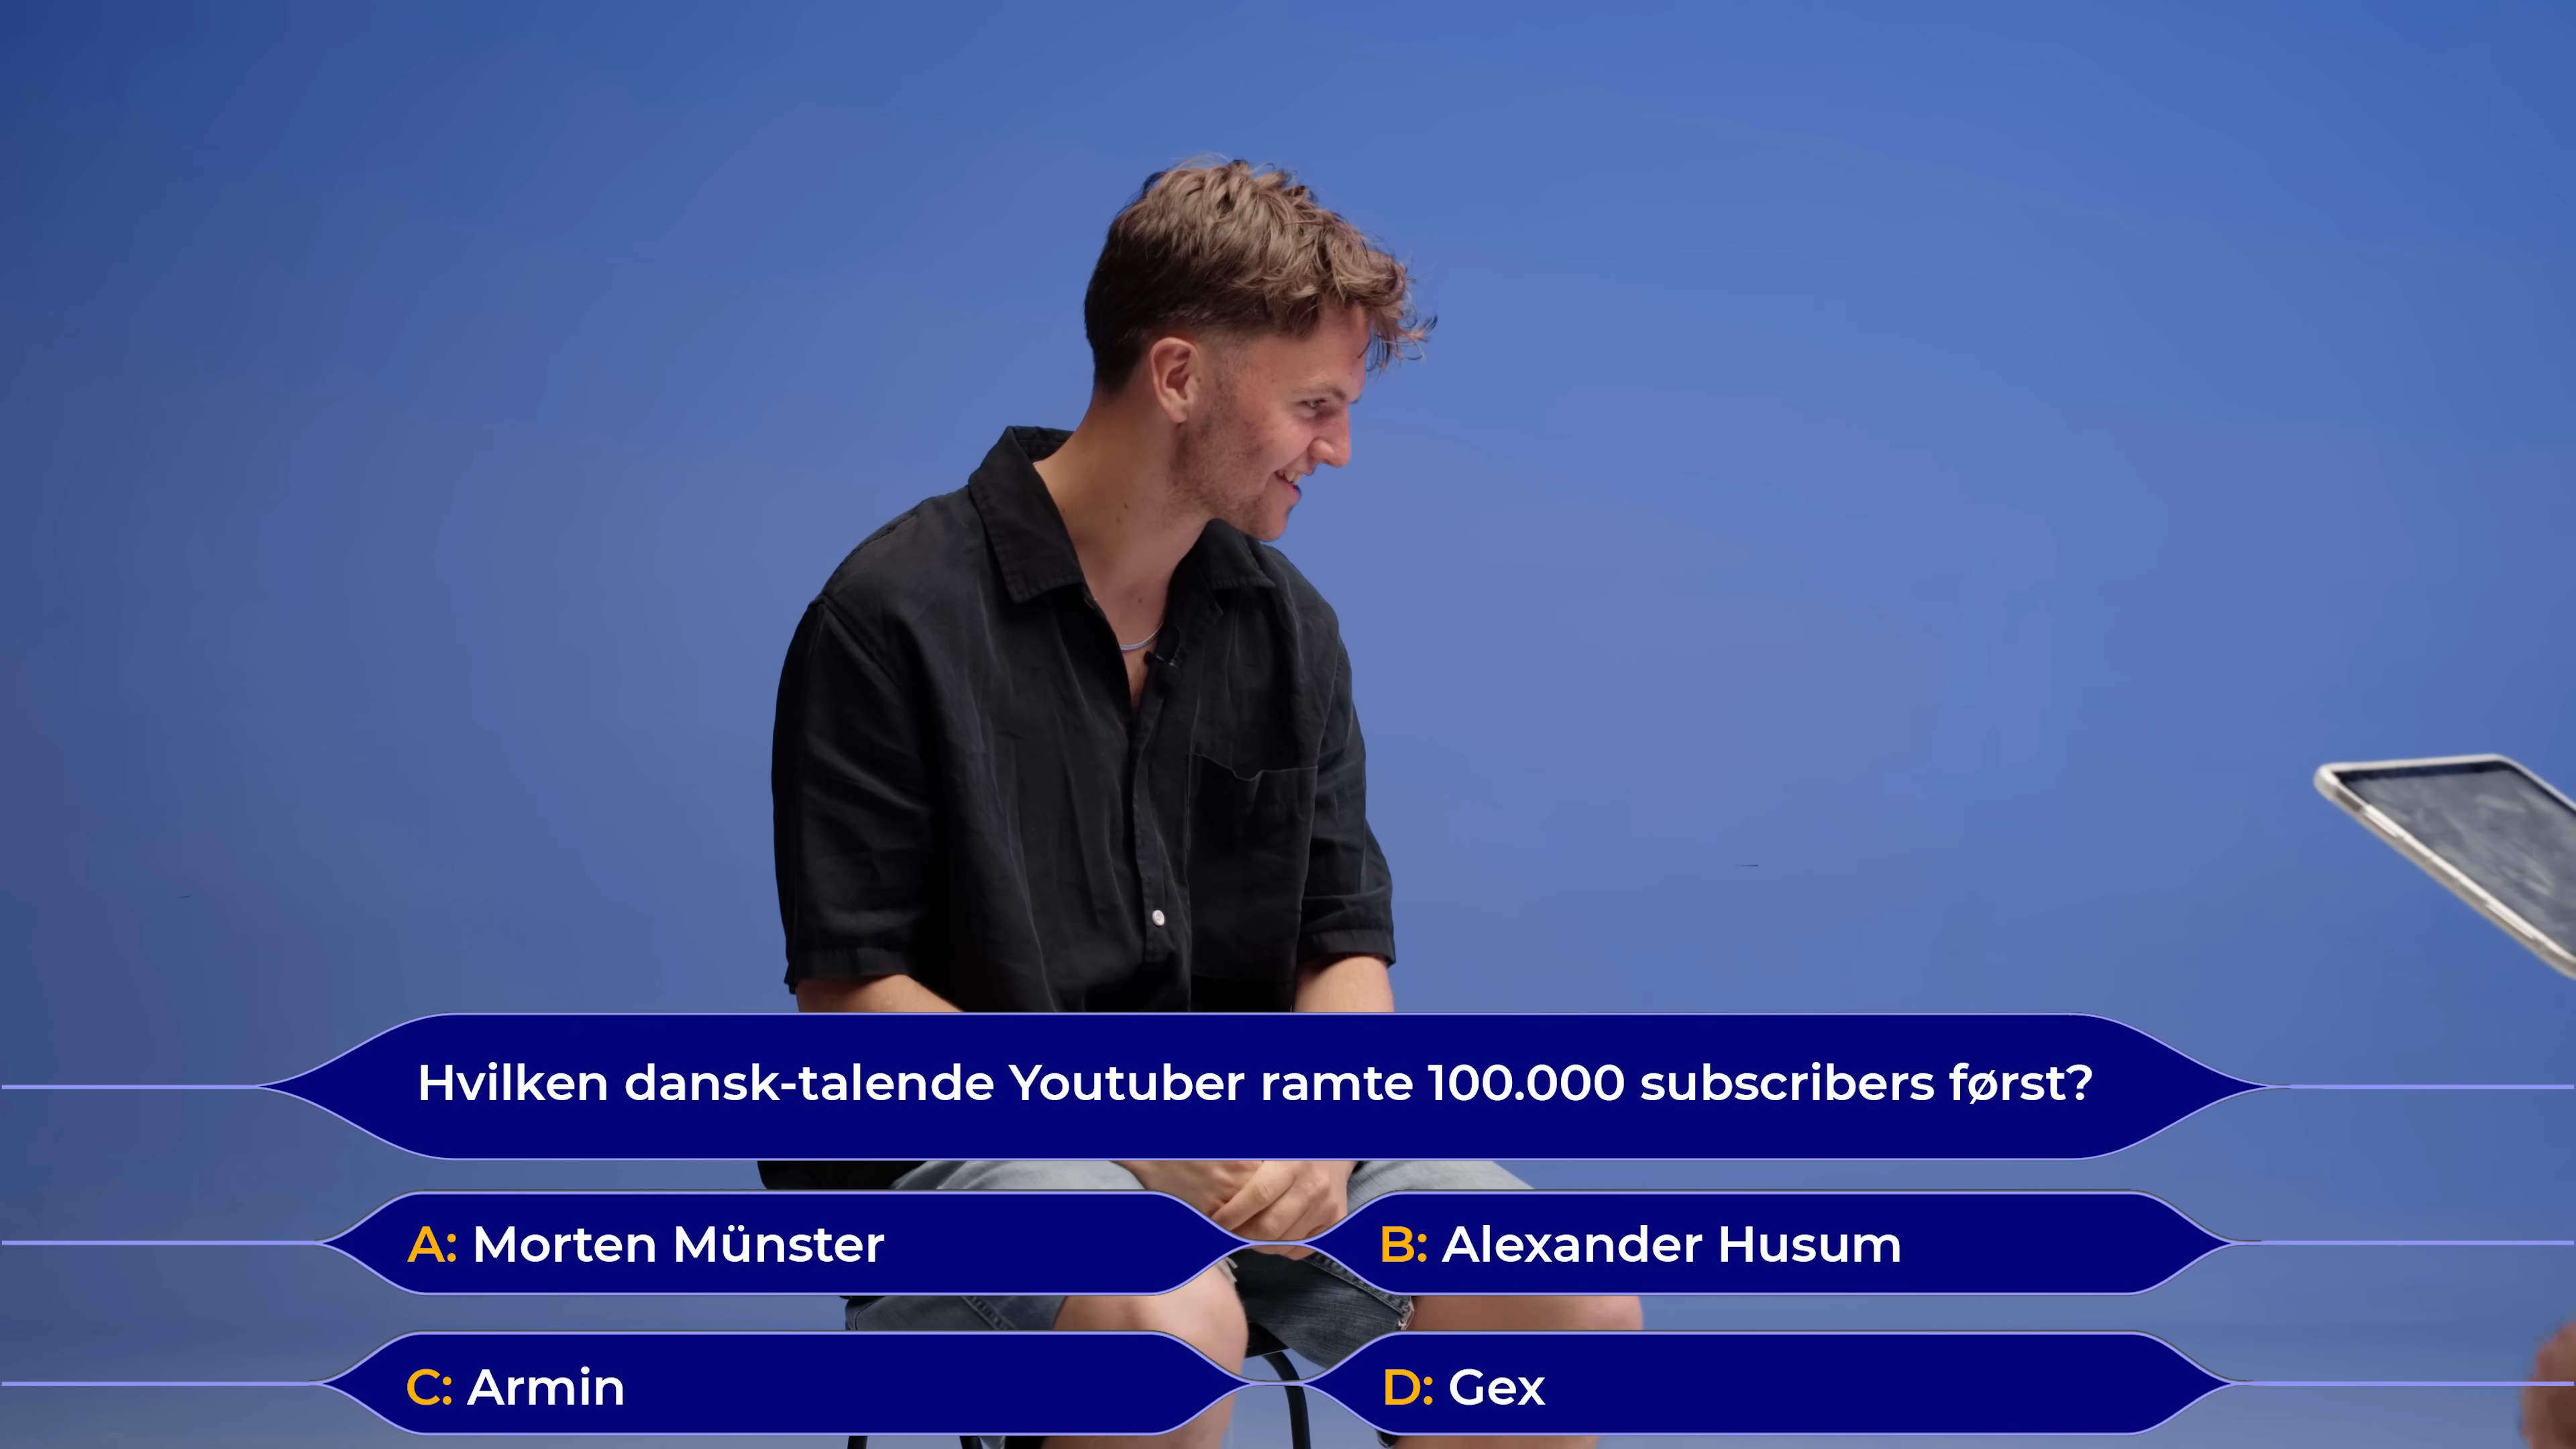 Hvilken dansk-talende Youtuber ramte 100.000 subscribers først?
A: Morten Münster
B: Alexander Husum
C: Armin
D: Gex